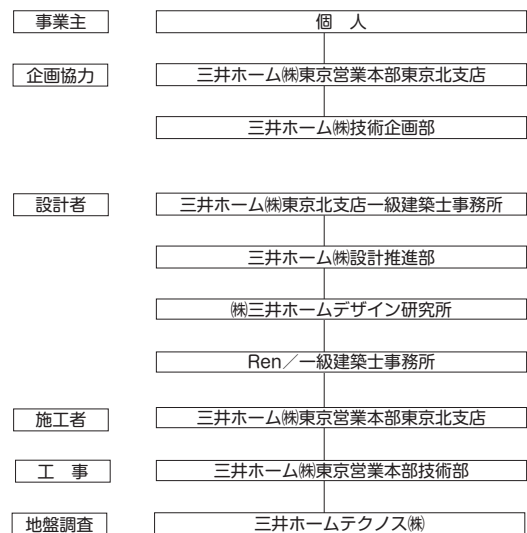 事業主
個　人
企画協力
三井ホーム㈱東京営業本部東京北支店
三井ホーム㈱技術企画部
設計者
三井ホーム㈱東京北支店一級建築士事務所
三井ホーム㈱設計推進部
㈱三井ホームデザイン研究所
Ren／一級建築士事務所
施工者
三井ホーム㈱東京営業本部東京北支店
工　事
三井ホーム㈱東京営業本部技術部
地盤調査
三井ホームテクノス㈱